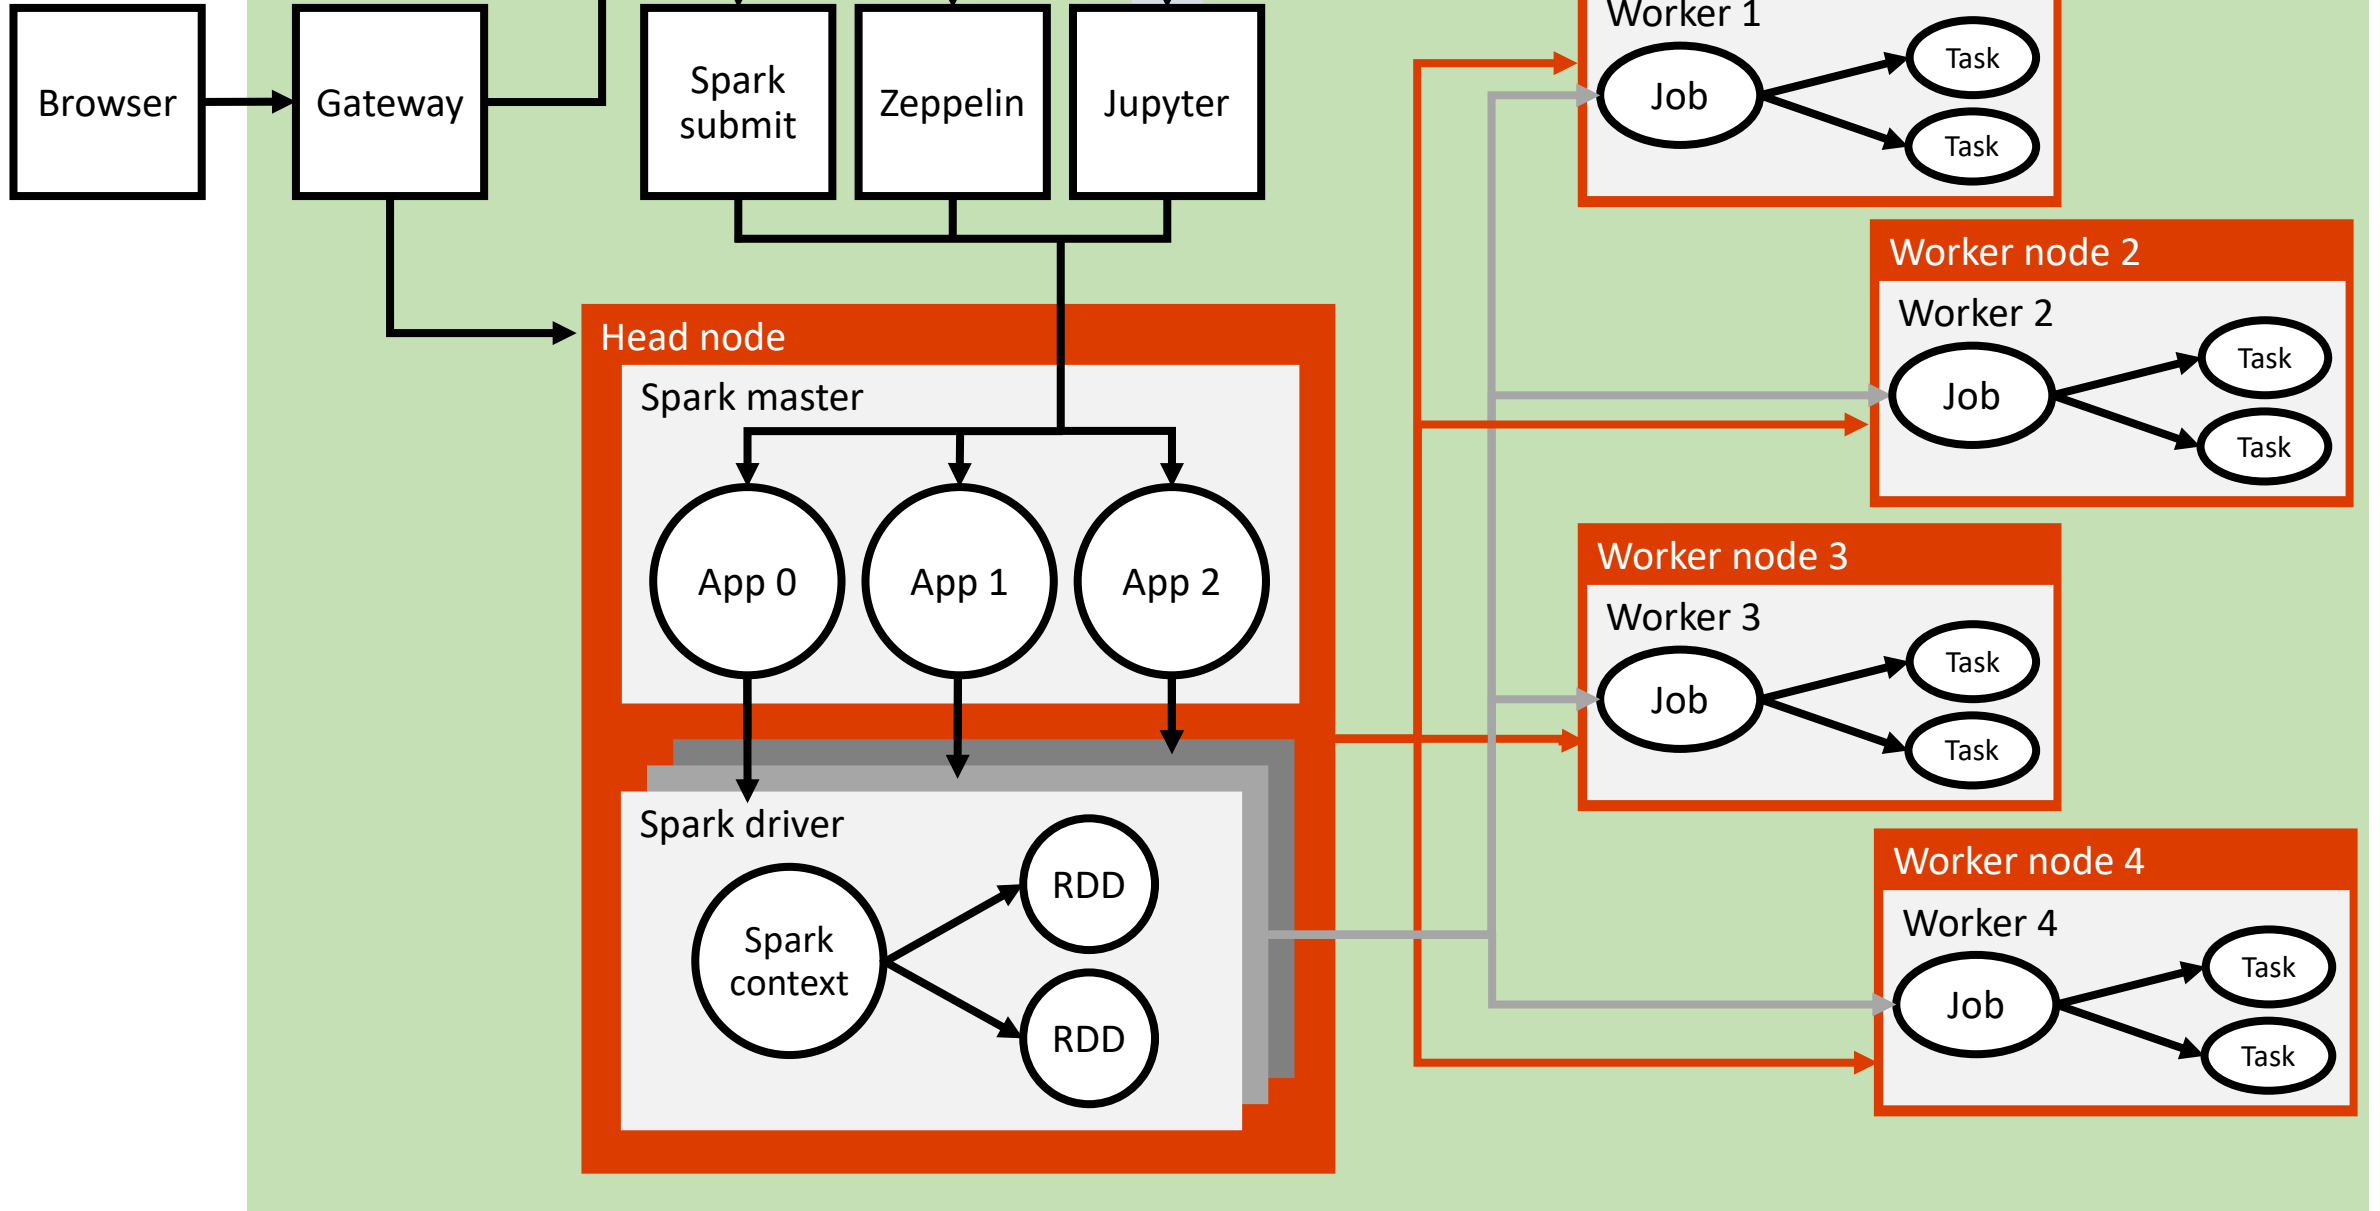 Browser
Gateway
Spark
submit
Zeppelin
Jupyter
Worker 1
Job
Task
Task
Worker node 2
Worker 2
Job
Task
Task
Head node
Spark master
App 0
App 1
App 2
Worker node 3
Worker 3
Job
Task
Task
Spark driver
Spark
context
RDD
RDD
Worker node 4
Worker 4
Job
Task
Task